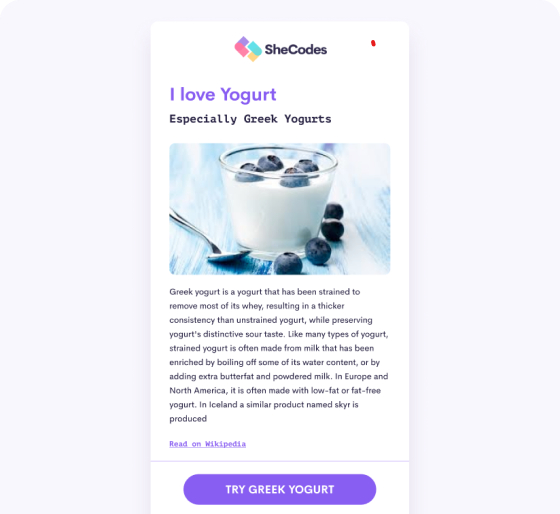 SheCodes
I love Yogurt
Especially Greek Yogurts
Greek yogurt is a yogurt that has been strained to
remove most of its whey, resulting in a thicker
consistency than unstrained yogurt, while preserving
yogurt's distinctive sour taste. Like many types of yogurt,
strained yogurt is often made from milk that has been
enriched by boiling off some of its water content, or by
adding extra butterfat and powdered milk. In Europe and
North America, it is often made with low-fat or fat-free
yogurt. In Iceland a similar product named skyr is
produced
Read on Wikipedia
TRY GREEK YOGURT